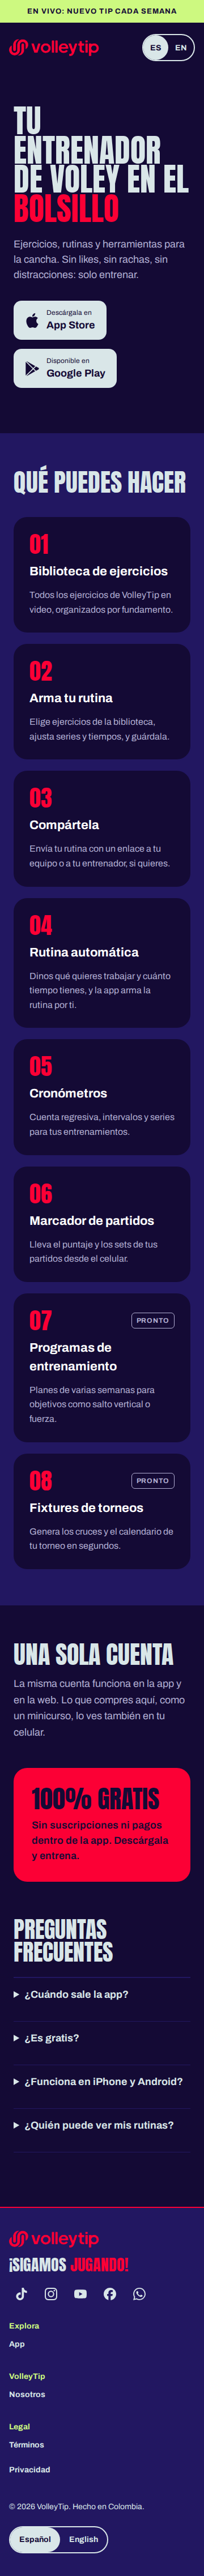 EN VIVO: NUEVO TIP CADA SEMANA
volleytip
ES EN
TU
ENTRENADOR
DE VOLEY EN EL
BOLSILLO
Ejercicios, rutinas y herramientas para
la cancha. Sin likes, sin rachas, sin
distracciones: solo entrenar.
Descárgala en
App Store
Disponible en
Google Play
QUÉ PUEDES HACER
01
Biblioteca de ejercicios
Todos los ejercicios de VolleyTip en
video, organizados por fundamento.
02
Arma tu rutina
Elige ejercicios de la biblioteca,
ajusta series y tiempos, y guárdala.
03
Compártela
Envía tu rutina con un enlace a tu
equipo o a tu entrenador, si quieres.
04
Rutina automática
Dinos qué quieres trabajar y cuánto
tiempo tienes, y la app arma la
rutina por ti.
05
Cronómetros
Cuenta regresiva, intervalos y series
para tus entrenamientos.
06
Marcador de partidos
Lleva el puntaje y los sets de tus
partidos desde el celular.
07
PRONTO
Programas de
entrenamiento
Planes de varias semanas para
objetivos como salto vertical o
fuerza.
08
PRONTO
Fixtures de torneos
Genera los cruces y el calendario de
tu torneo en segundos.
UNA SOLA CUENTA
La misma cuenta funciona en la app y
en la web. Lo que compres aquí, como
un minicurso, lo ves también en tu
celular.
100% GRATIS
Sin suscripciones ni pagos
dentro de la app. Descárgala
y entrena.
PREGUNTAS
FRECUENTES
¿Cuándo sale la app?
¿Es gratis?
¿Funciona en iPhone y Android?
¿Quién puede ver mis rutinas?
volleytip
¡SIGAMOS JUGANDO!
Explora
App
VolleyTip
Nosotros
Legal
Términos
Privacidad
© 2026 VolleyTip. Hecho en Colombia.
Español English